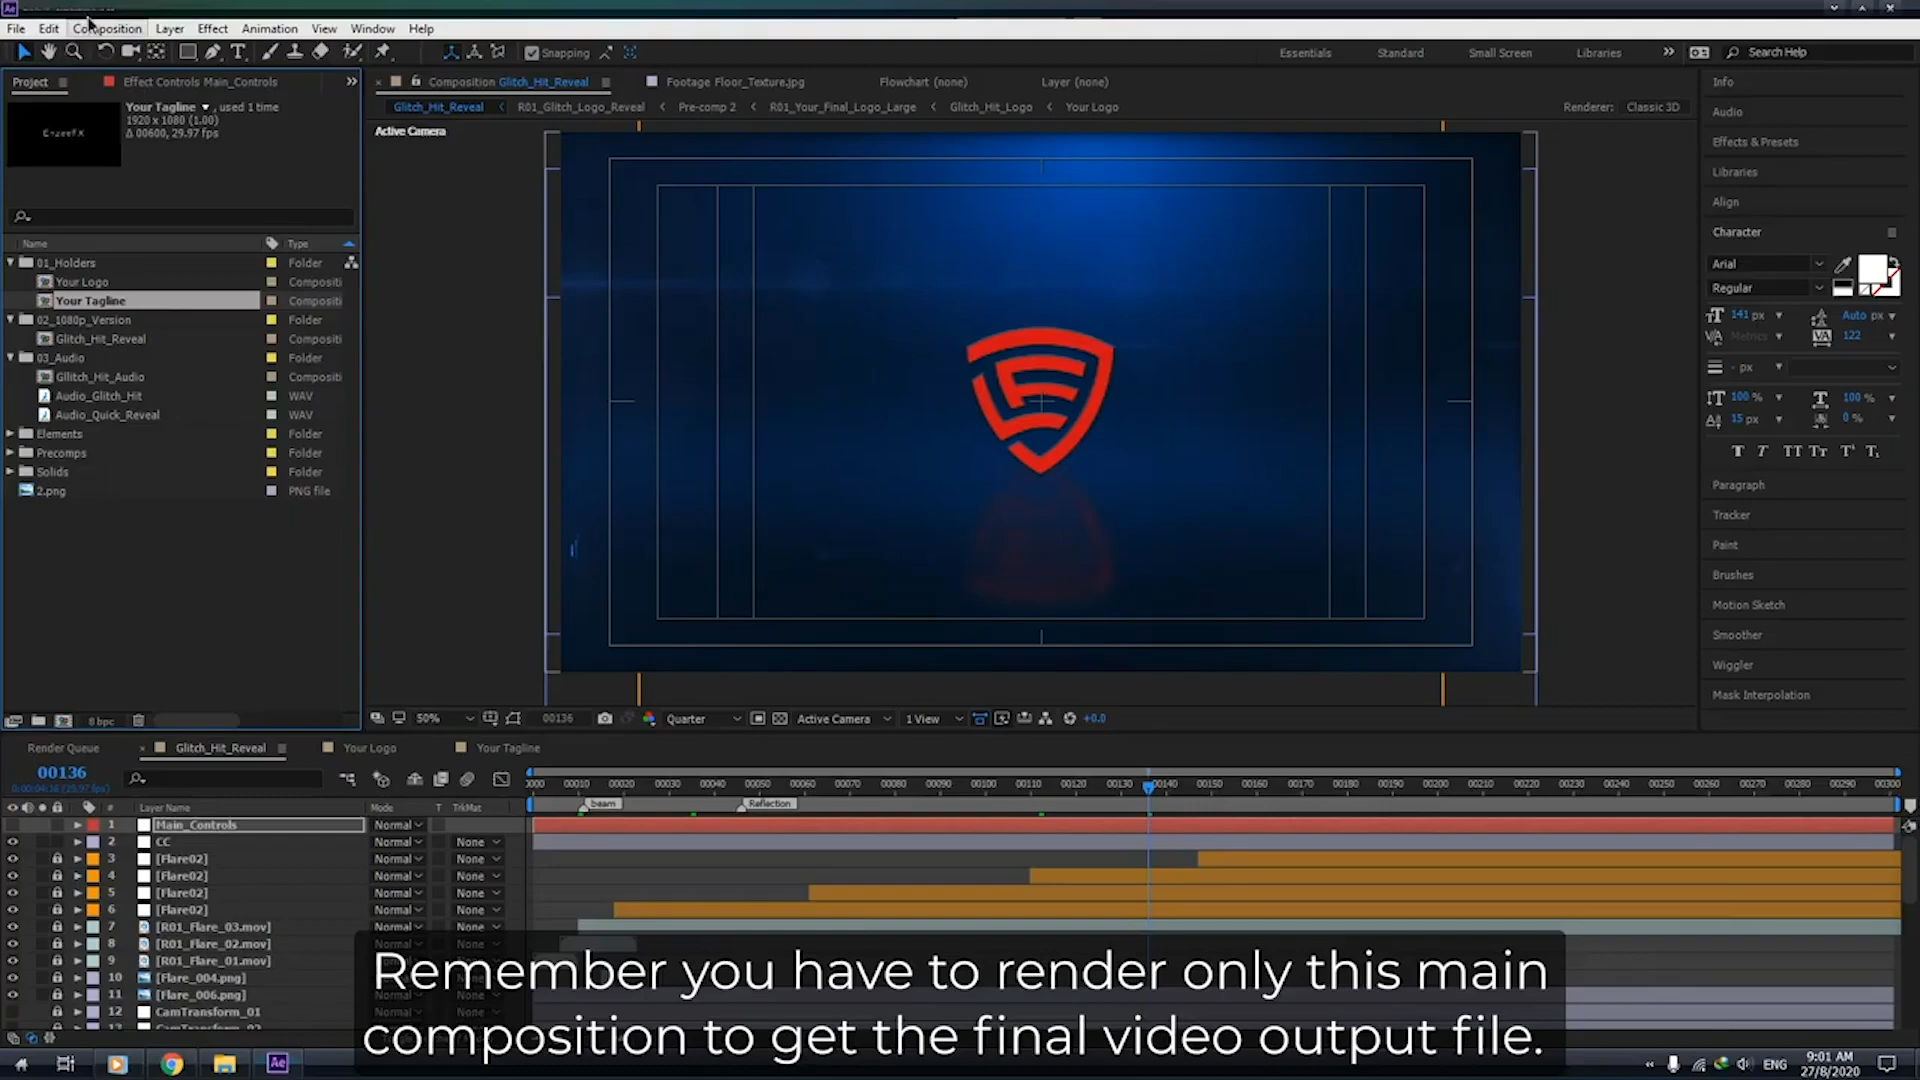 Ae
File Edit Composition Layer Effect Animation View Window Help
Snapping Essentials Standard Small Screen Libraries Search Help
Project Effect Controls Main_Controls
Composition Glitch_Hit_Reveal Footage Floor_Texture.jpg Flowchart (none) Layer (none)
Info
Your Tagline , used 1 time
1920 x 1080 (1.00)
Δ 00600, 29.97 fps
Glitch_Hit_Reveal R01_Glitch_Logo_Reveal Pre-comp 2 R01_Your_Final_Logo_Large Glitch_Hit_Logo Your Logo Renderer: Classic 3D
Active Camera
Audio
Effects & Presets
Libraries
Align
Character
Arial
Regular
141 px Auto px
Metrics 122
- px
100 % 100 %
15 px 0 %
T T TT Tt T¹ T₁
Paragraph
Tracker
Paint
Brushes
Motion Sketch
Smoother
Wiggler
Mask Interpolation
Name Type
01_Holders Folder
Your Logo Compositi
Your Tagline Compositi
02_1080p_Version Folder
Glitch_Hit_Reveal Compositi
03_Audio Folder
Gllitch_Hit_Audio Compositi
Audio_Glitch_Hit WAV
Audio_Quick_Reveal WAV
Elements Folder
Precomps Folder
Solids Folder
2.png PNG file
8 bpc
50% 00136 Quarter Active Camera 1 View +0.0
Render Queue Glitch_Hit_Reveal Your Logo Your Tagline
00136
0:00:04:16 (29.97 fps)
0000 00010 00020 00030 00040 00050 00060 00070 00080 00090 00100 00110 00120 00130 00140 00150 00160 00170 00180 00190 00200 00210 00220 00230 00240 00250 00260 00270 00280 00290 00300
# Layer Name Mode T TrkMat
beam Reflection
1 Main_Controls Normal
2 CC Normal None
3 [Flare02] Normal None
4 [Flare02] Normal None
5 [Flare02] Normal None
6 [Flare02] Normal None
7 [R01_Flare_03.mov] Normal None
8 [R01_Flare_02.mov]
9 [R01_Flare_01.mov]
10 [Flare_004.png]
11 [Flare_006.png]
12 CamTransform_01
Remember you have to render only this main
composition to get the final video output file.
Ae
ENG 9:01 AM
27/8/2020